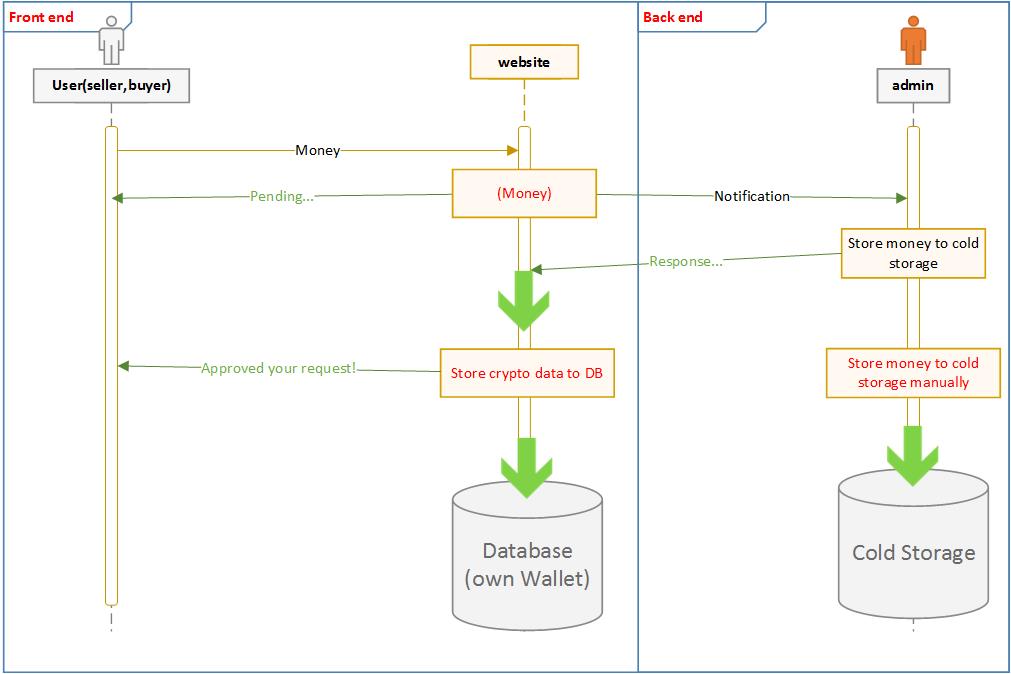 Front end
Back end
website
User(seller,buyer)
admin
Money
(Money)
Pending...
Notification
Store money to cold
storage
Response...
Approved your request!
Store crypto data to DB
Store money to cold
storage manually
Database
(own Wallet)
Cold Storage